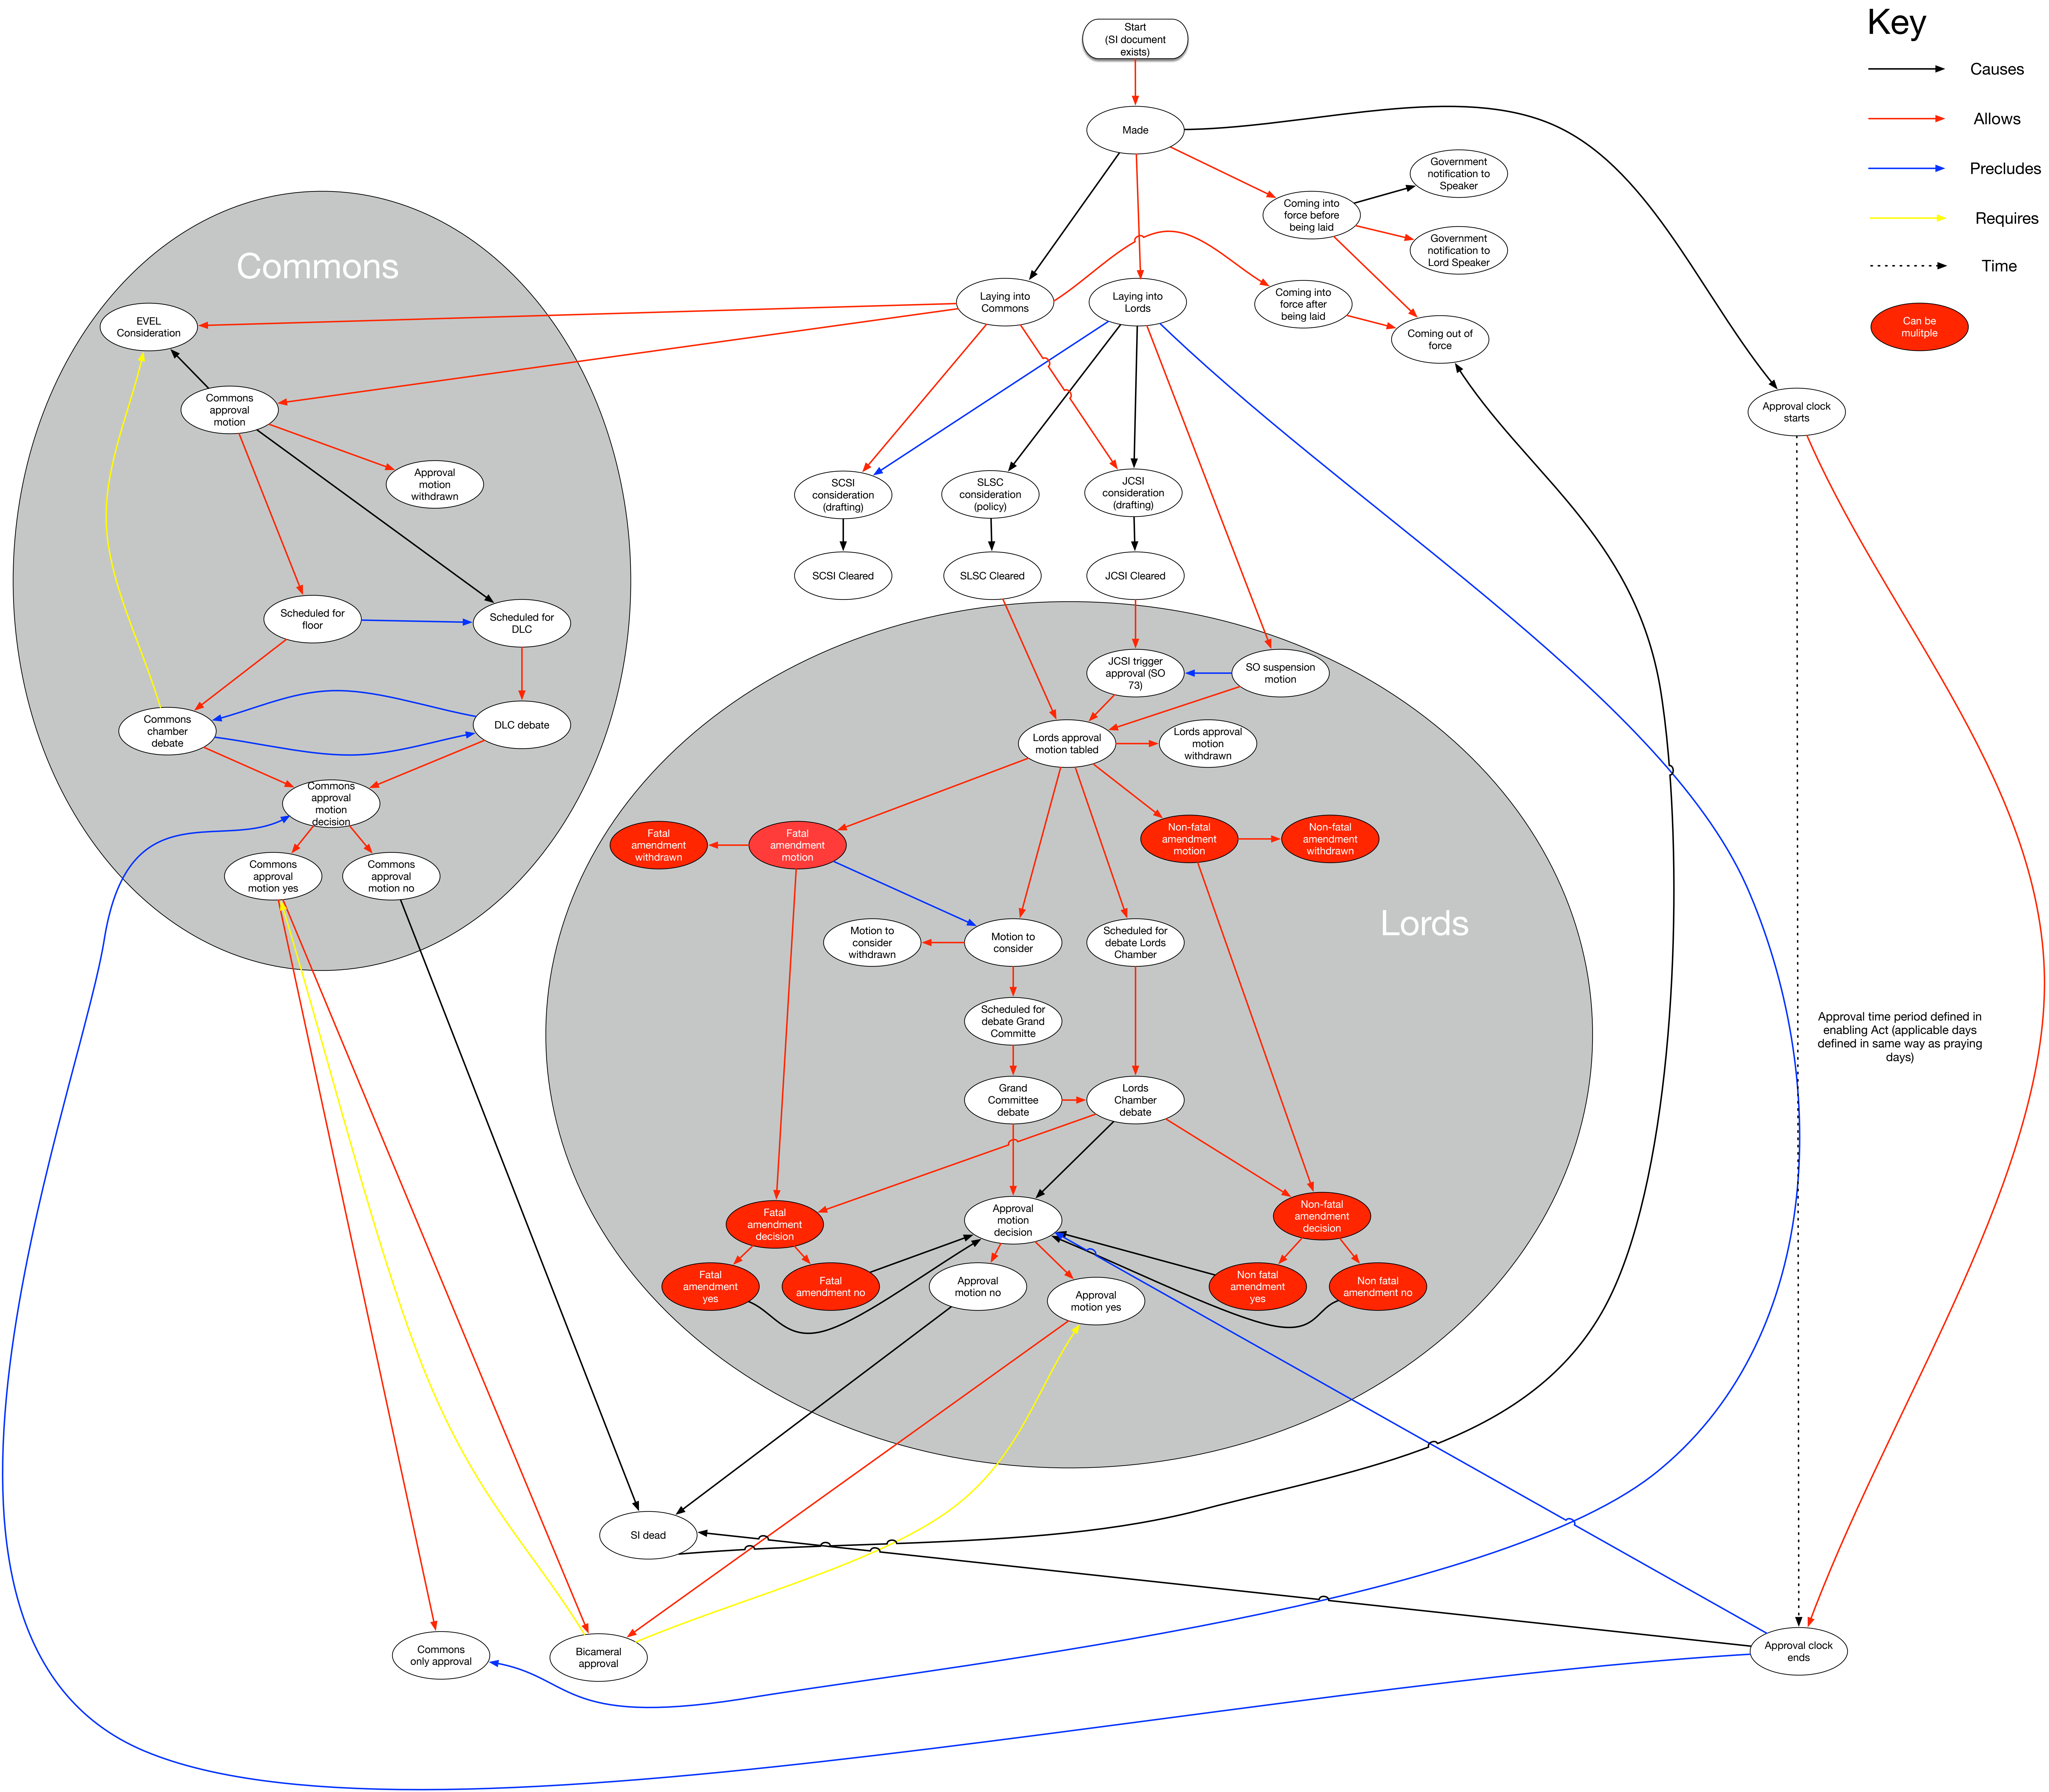 Key
Causes
Allows
Precludes
Requires
Time
Can be
mulitple
Start
(SI document
exists)
Made
Government
notification to
Speaker
Coming into
force before
being laid
Government
notification to
Lord Speaker
Commons
Laying into
Commons
Laying into
Lords
Coming into
force after
being laid
Coming out of
force
EVEL
Consideration
Commons
approval
motion
Approval clock
starts
Approval
motion
withdrawn
SCSI
consideration
(drafting)
SLSC
consideration
(policy)
JCSI
consideration
(drafting)
SCSI Cleared
SLSC Cleared
JCSI Cleared
Scheduled for
floor
Scheduled for
DLC
JCSI trigger
approval (SO
73)
SO suspension
motion
Commons
chamber
debate
DLC debate
Lords approval
motion tabled
Lords approval
motion
withdrawn
Commons
approval
motion
decision
Fatal
amendment
withdrawn
Fatal
amendment
motion
Non-fatal
amendment
motion
Non-fatal
amendment
withdrawn
Commons
approval
motion yes
Commons
approval
motion no
Lords
Motion to
consider
withdrawn
Motion to
consider
Scheduled for
debate Lords
Chamber
Scheduled for
debate Grand
Committe
Approval time period defined in
enabling Act (applicable days
defined in same way as praying
days)
Grand
Committee
debate
Lords
Chamber
debate
Fatal
amendment
decision
Approval
motion
decision
Non-fatal
amendment
decision
Fatal
amendment
yes
Fatal
amendment no
Approval
motion no
Approval
motion yes
Non fatal
amendment
yes
Non fatal
amendment no
SI dead
Commons
only approval
Bicameral
approval
Approval clock
ends